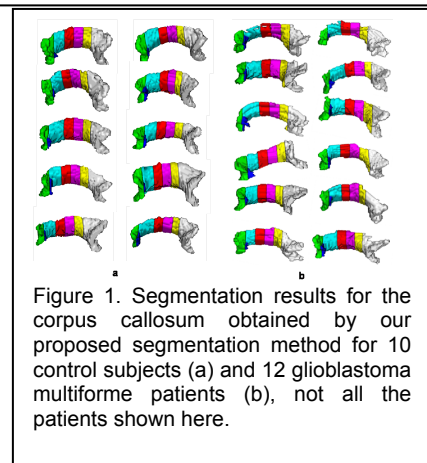 a b
Figure 1. Segmentation results for the
corpus callosum obtained by our
proposed segmentation method for 10
control subjects (a) and 12 glioblastoma
multiforme patients (b), not all the
patients shown here.